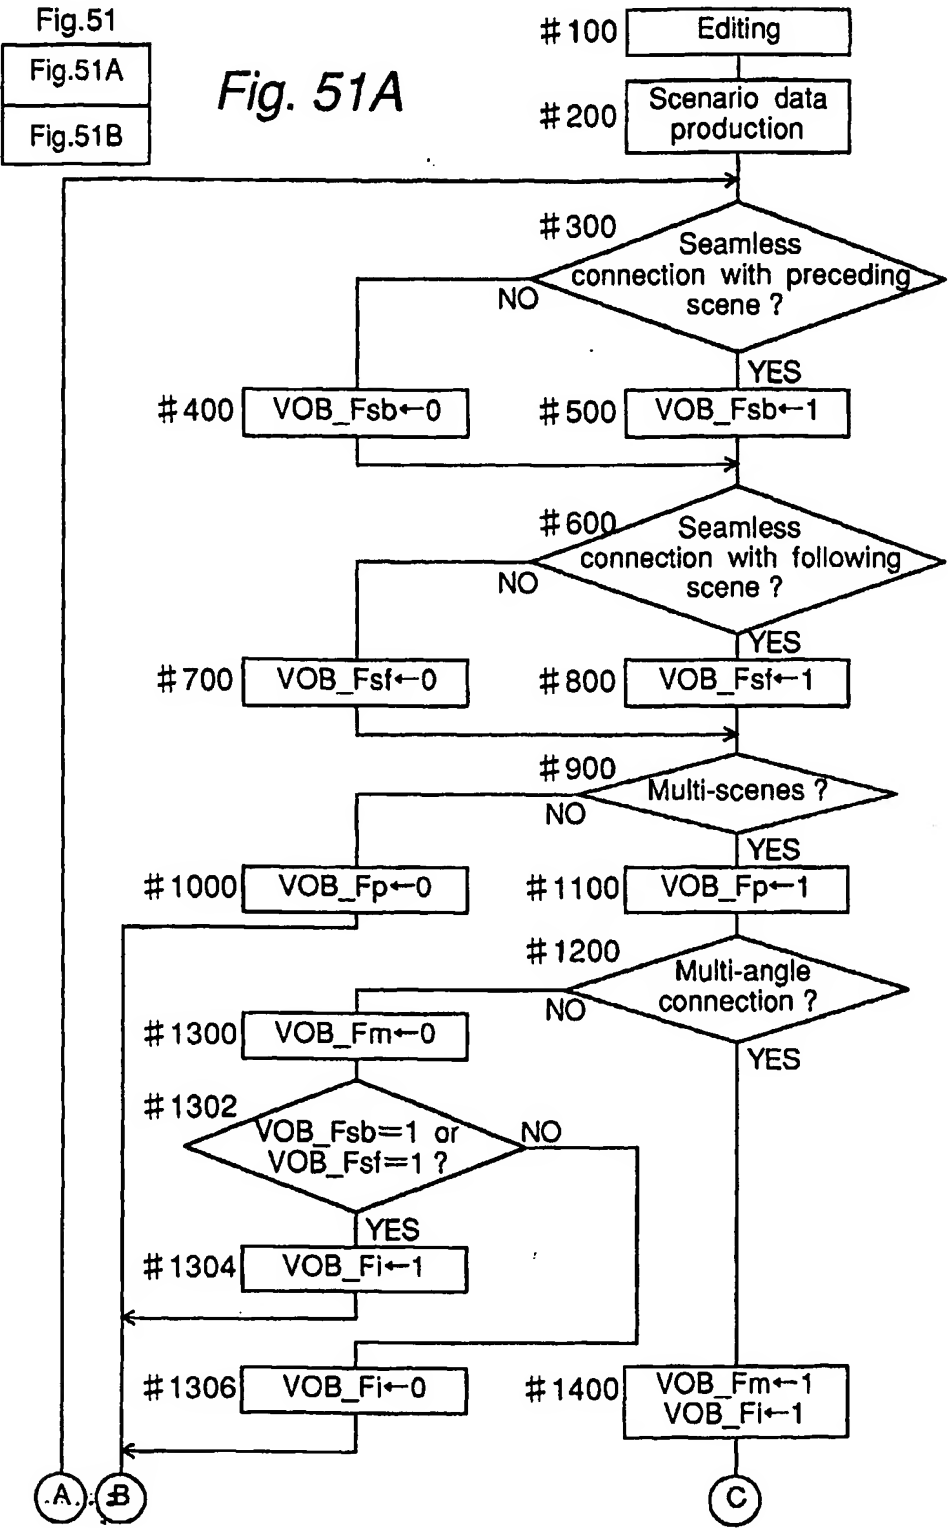 Fig.51
Fig.51A
Fig.51B
Fig. 51A
#100
Editing
#200
Scenario data
production
#300
Seamless
connection with preceding
scene ?
NO
YES
#400
VOB_Fsb←0
#500
VOB_Fsb←1
#600
Seamless
connection with following
scene ?
NO
YES
#700
VOB_Fsf←0
#800
VOB_Fsf←1
#900
Multi-scenes ?
NO
YES
#1000
VOB_Fp←0
#1100
VOB_Fp←1
#1200
Multi-angle
connection ?
NO
YES
#1300
VOB_Fm←0
#1302
VOB_Fsb=1 or
VOB_Fsf=1 ?
NO
YES
#1304
VOB_Fi←1
#1306
VOB_Fi←0
#1400
VOB_Fm←1
VOB_Fi←1
A
B
C